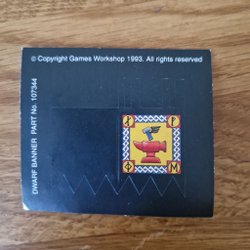 © Copyright Games Workshop 1993. All rights reserved
DWARF BANNER PART No. 107344